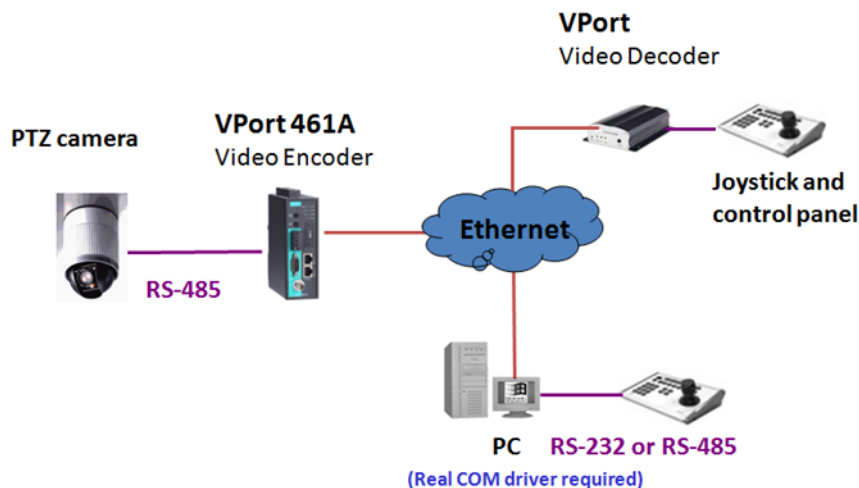 VPort
Video Decoder
PTZ camera
VPort 461A
Video Encoder
Joystick and
control panel
Ethernet
RS-485
PC
RS-232 or RS-485
(Real COM driver required)